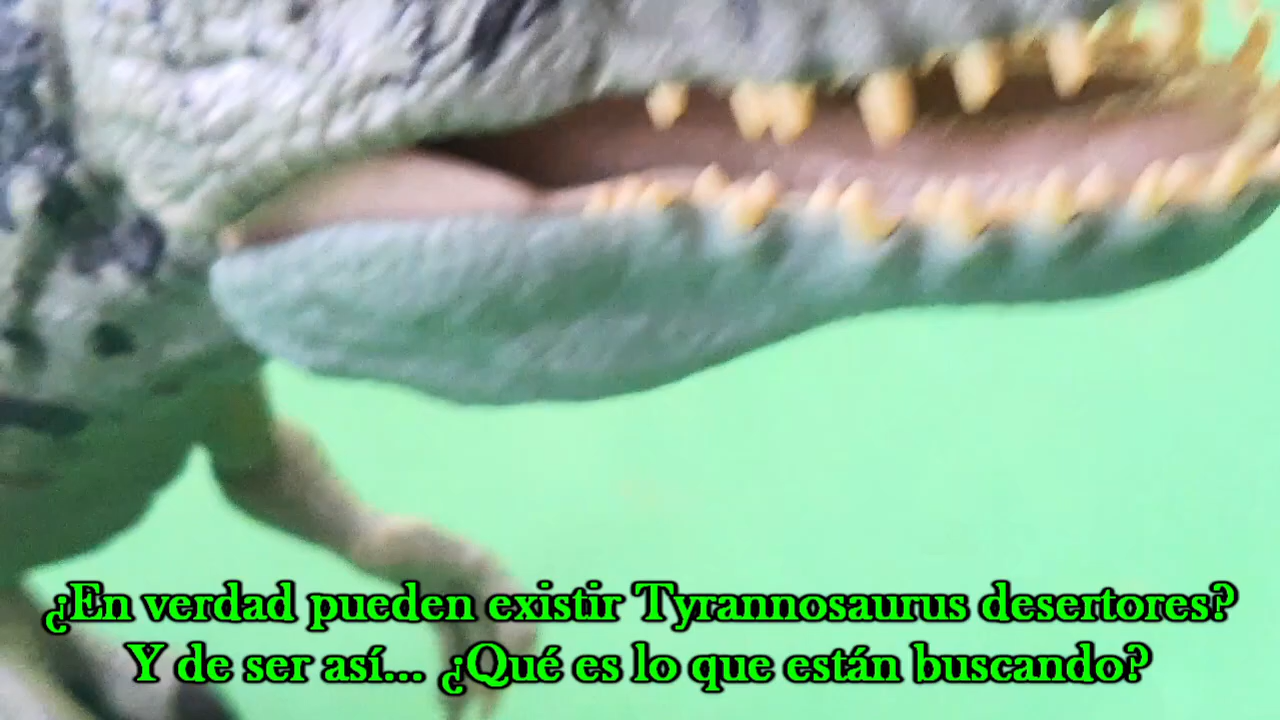 ¿En verdad pueden existir Tyrannosaurus desertores?
Y de ser así... ¿Qué es lo que están buscando?